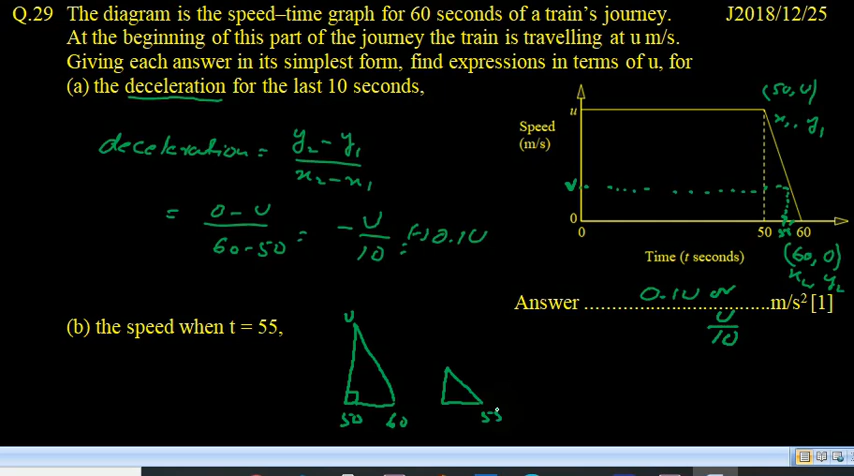 Q.29 The diagram is the speed–time graph for 60 seconds of a train's journey. J2018/12/25
At the beginning of this part of the journey the train is travelling at u m/s.
Giving each answer in its simplest form, find expressions in terms of u, for
(a) the deceleration for the last 10 seconds,
(50, U)
u
x₁, y₁
Speed
(m/s)
deceleration = y₂ - y₁ / x₂ - x₁
V
= 0 - U / 60 - 50 = - U / 10 = (-) 0.1U
0
0 50 55 60
Time (t seconds)
(60, 0)
x₂ y₂
Answer ................................... m/s² [1]
0.1U or U/10
(b) the speed when t = 55,
U
50 60
55